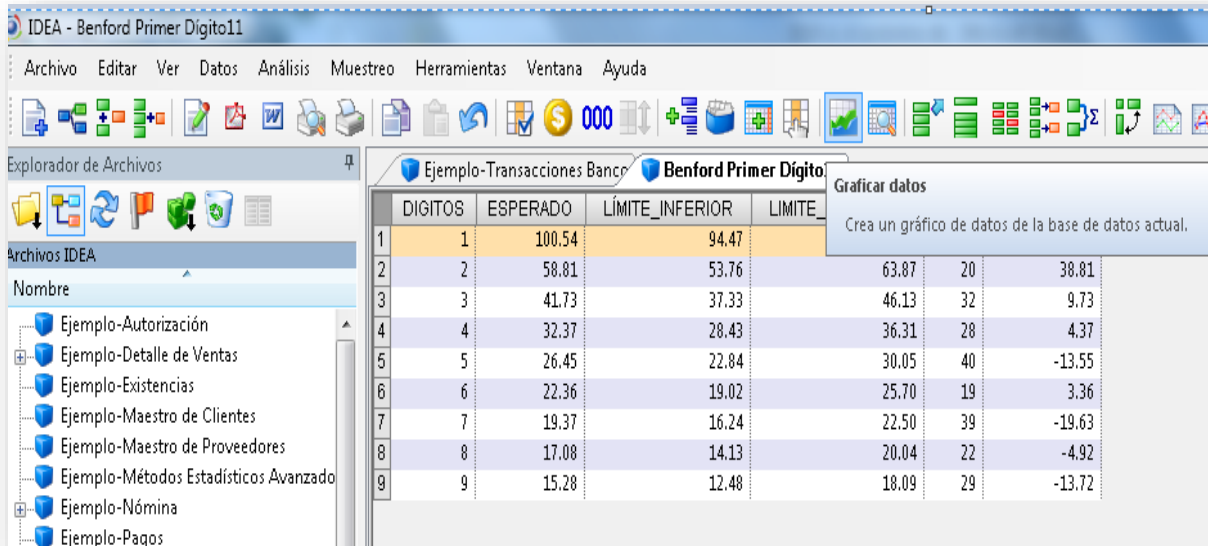 IDEA - Benford Primer Dígito11
Archivo Editar Ver Datos Análisis Muestreo Herramientas Ventana Ayuda
000
Explorador de Archivos
Archivos IDEA
Nombre
Ejemplo-Autorización
Ejemplo-Detalle de Ventas
Ejemplo-Existencias
Ejemplo-Maestro de Clientes
Ejemplo-Maestro de Proveedores
Ejemplo-Métodos Estadísticos Avanzado
Ejemplo-Nómina
Ejemplo-Pagos
Ejemplo-Transacciones Banco Benford Primer Dígito
Graficar datos
Crea un gráfico de datos de la base de datos actual.
DIGITOS ESPERADO LÍMITE_INFERIOR LIMITE_
1 1 100.54 94.47
2 2 58.81 53.76 63.87 20 38.81
3 3 41.73 37.33 46.13 32 9.73
4 4 32.37 28.43 36.31 28 4.37
5 5 26.45 22.84 30.05 40 -13.55
6 6 22.36 19.02 25.70 19 3.36
7 7 19.37 16.24 22.50 39 -19.63
8 8 17.08 14.13 20.04 22 -4.92
9 9 15.28 12.48 18.09 29 -13.72